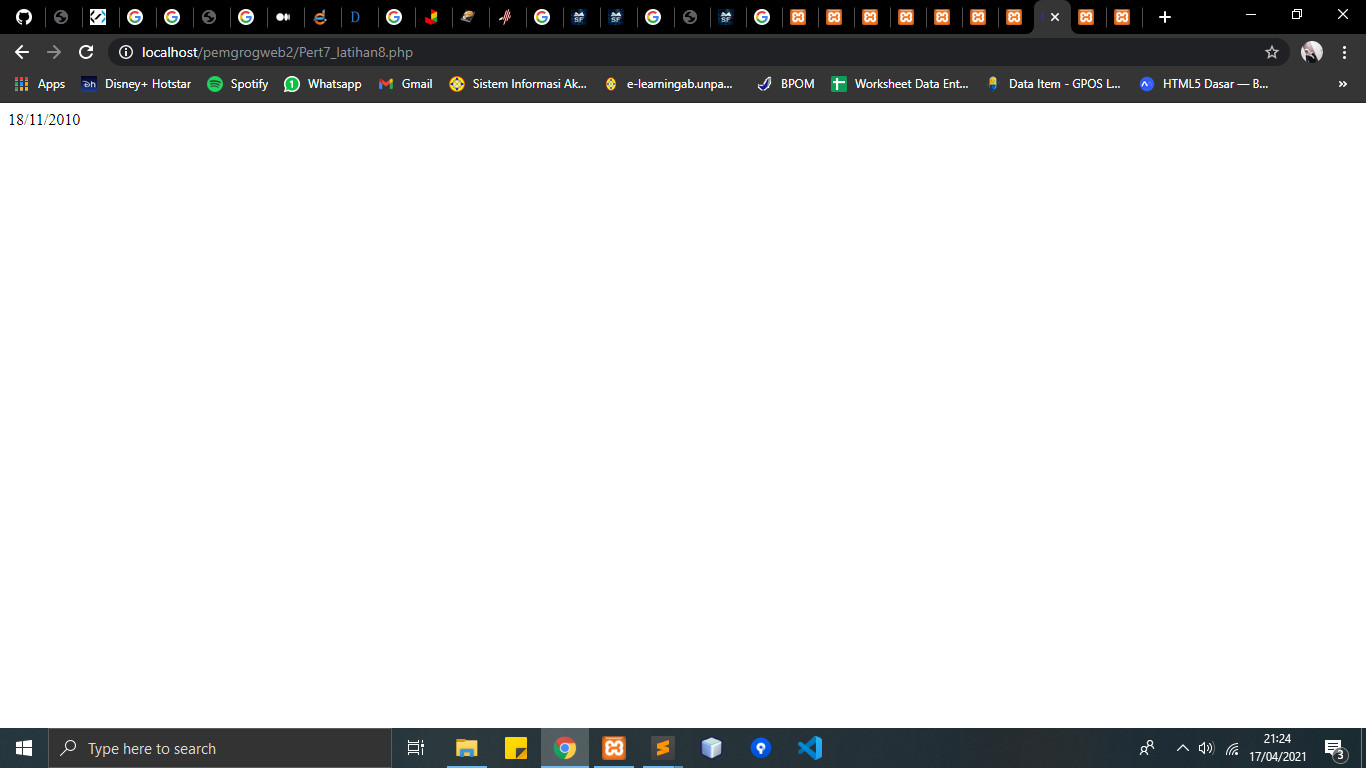 localhost/pemgrogweb2/Pert7_latihan8.php
Apps Disney+ Hotstar Spotify Whatsapp Gmail Sistem Informasi Ak... e-learningab.unpa... BPOM Worksheet Data Ent... Data Item - GPOS L... HTML5 Dasar — B... »
18/11/2010
Type here to search
21:24
17/04/2021
3